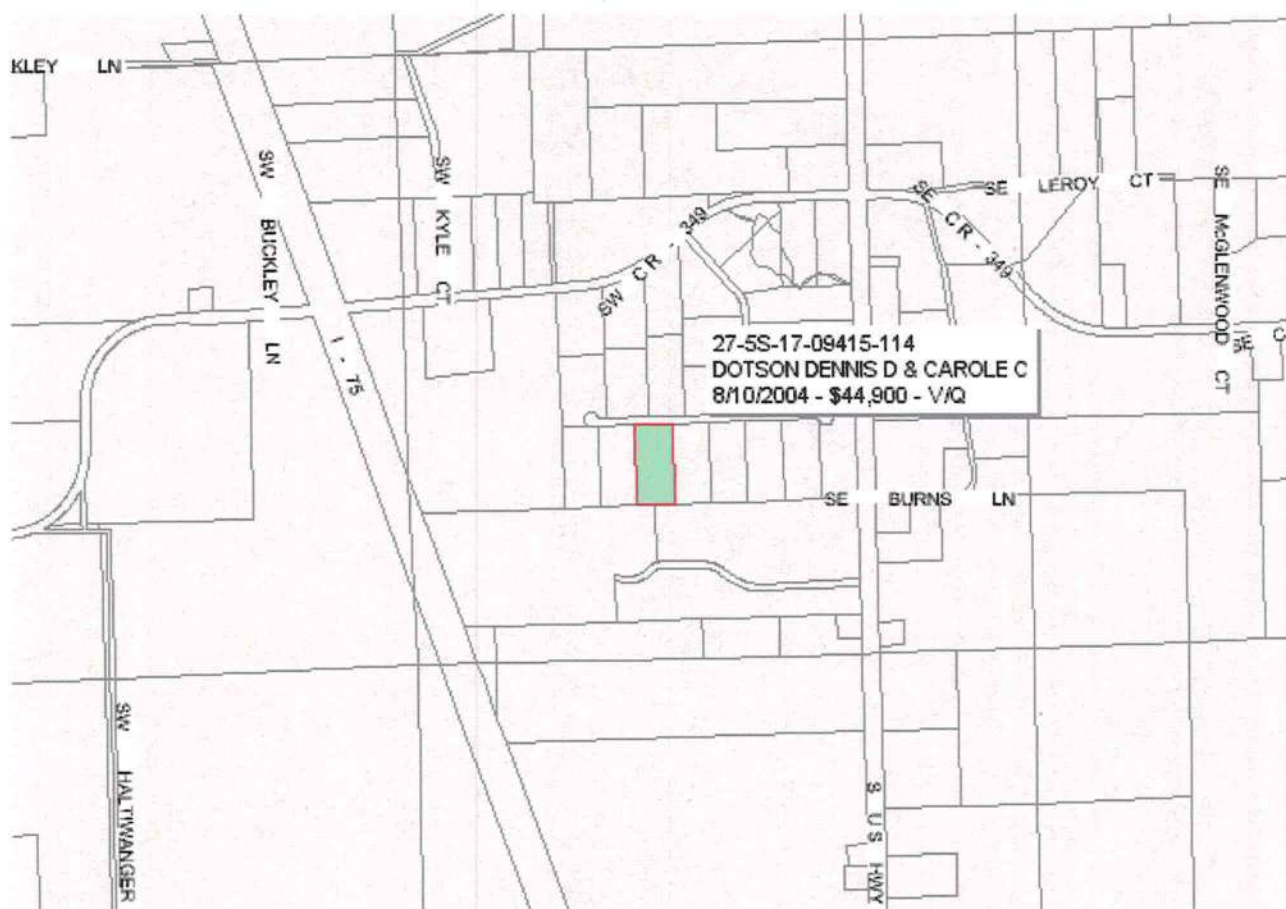 KLEY LN
SW BUCKLEY LN
SW KYLE CT
SW CR - 349
SE CR - 349
SE LEROY CT
SE McGLENWOOD CT
I - 75
27-5S-17-09415-114
DOTSON DENNIS D & CAROLE C
8/10/2004 - $44,900 - V/Q
SE BURNS LN
SW HALTIWANGER
S US HWY